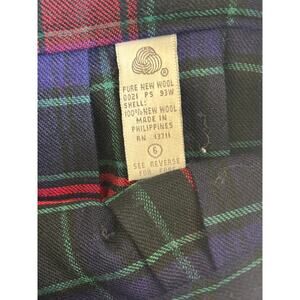 PURE NEW WOOL
0021 PS 93W
SHELL:
100% NEW WOOL
MADE IN
PHILIPPINES
RN 13711
6
SEE REVERSE
FOR CARE